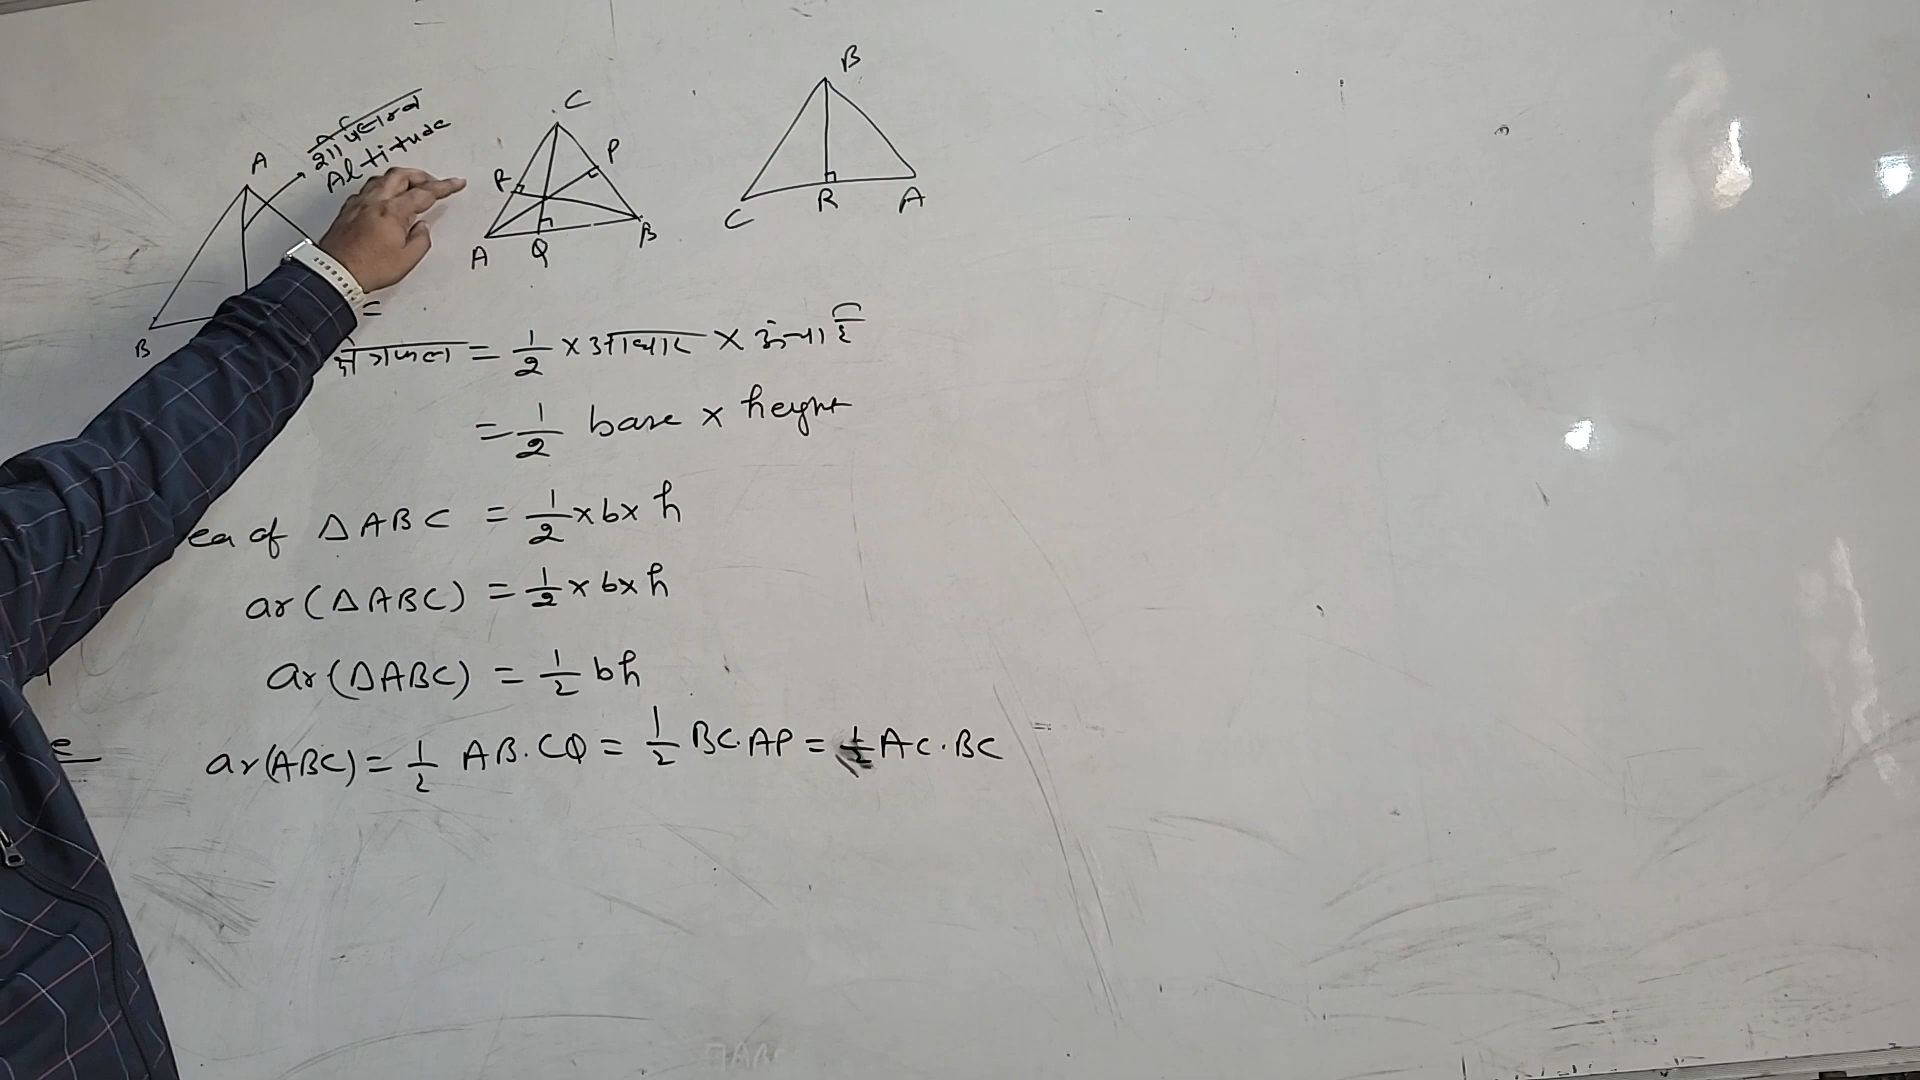 Altitude
A
B
C
R
P
A
Q
B
B
C
R
A
=
क्षेत्रफल = 1/2 × आधार × ऊँचाई
= 1/2 base × height
ea of △ABC = 1/2 × b × h
ar(△ABC) = 1/2 × b × h
ar(△ABC) = 1/2 bh
ar(ABC) = 1/2 AB.CQ = 1/2 BC.AP = 1/2 AC.BC